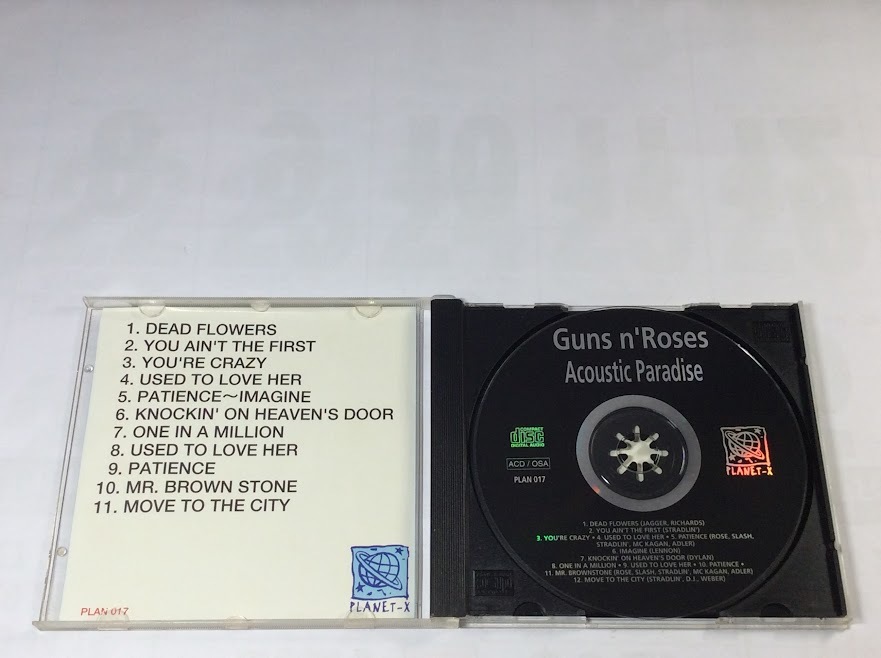 1. DEAD FLOWERS
2. YOU AIN'T THE FIRST
3. YOU'RE CRAZY
4. USED TO LOVE HER
5. PATIENCE～IMAGINE
6. KNOCKIN' ON HEAVEN'S DOOR
7. ONE IN A MILLION
8. USED TO LOVE HER
9. PATIENCE
10. MR. BROWN STONE
11. MOVE TO THE CITY
PLANET-X
PLAN 017
Guns n'Roses
Acoustic Paradise
COMPACT
disc
DIGITAL AUDIO
ACD / OSA
PLAN 017
PLANET-X
1. DEAD FLOWERS (JAGGER, RICHARDS)
2. YOU AIN'T THE FIRST (STRADLIN')
3. YOU'RE CRAZY • 4. USED TO LOVE HER • 5. PATIENCE (ROSE, SLASH,
STRADLIN', MC KAGAN, ADLER)
6. IMAGINE (LENNON)
7. KNOCKIN' ON HEAVEN'S DOOR (DYLAN)
8. ONE IN A MILLION • 9. USED TO LOVE HER • 10. PATIENCE •
11. MR. BROWNSTONE (ROSE, SLASH, STRADLIN', MC KAGAN, ADLER)
12. MOVE TO THE CITY (STRADLIN', D.J., WEBER)